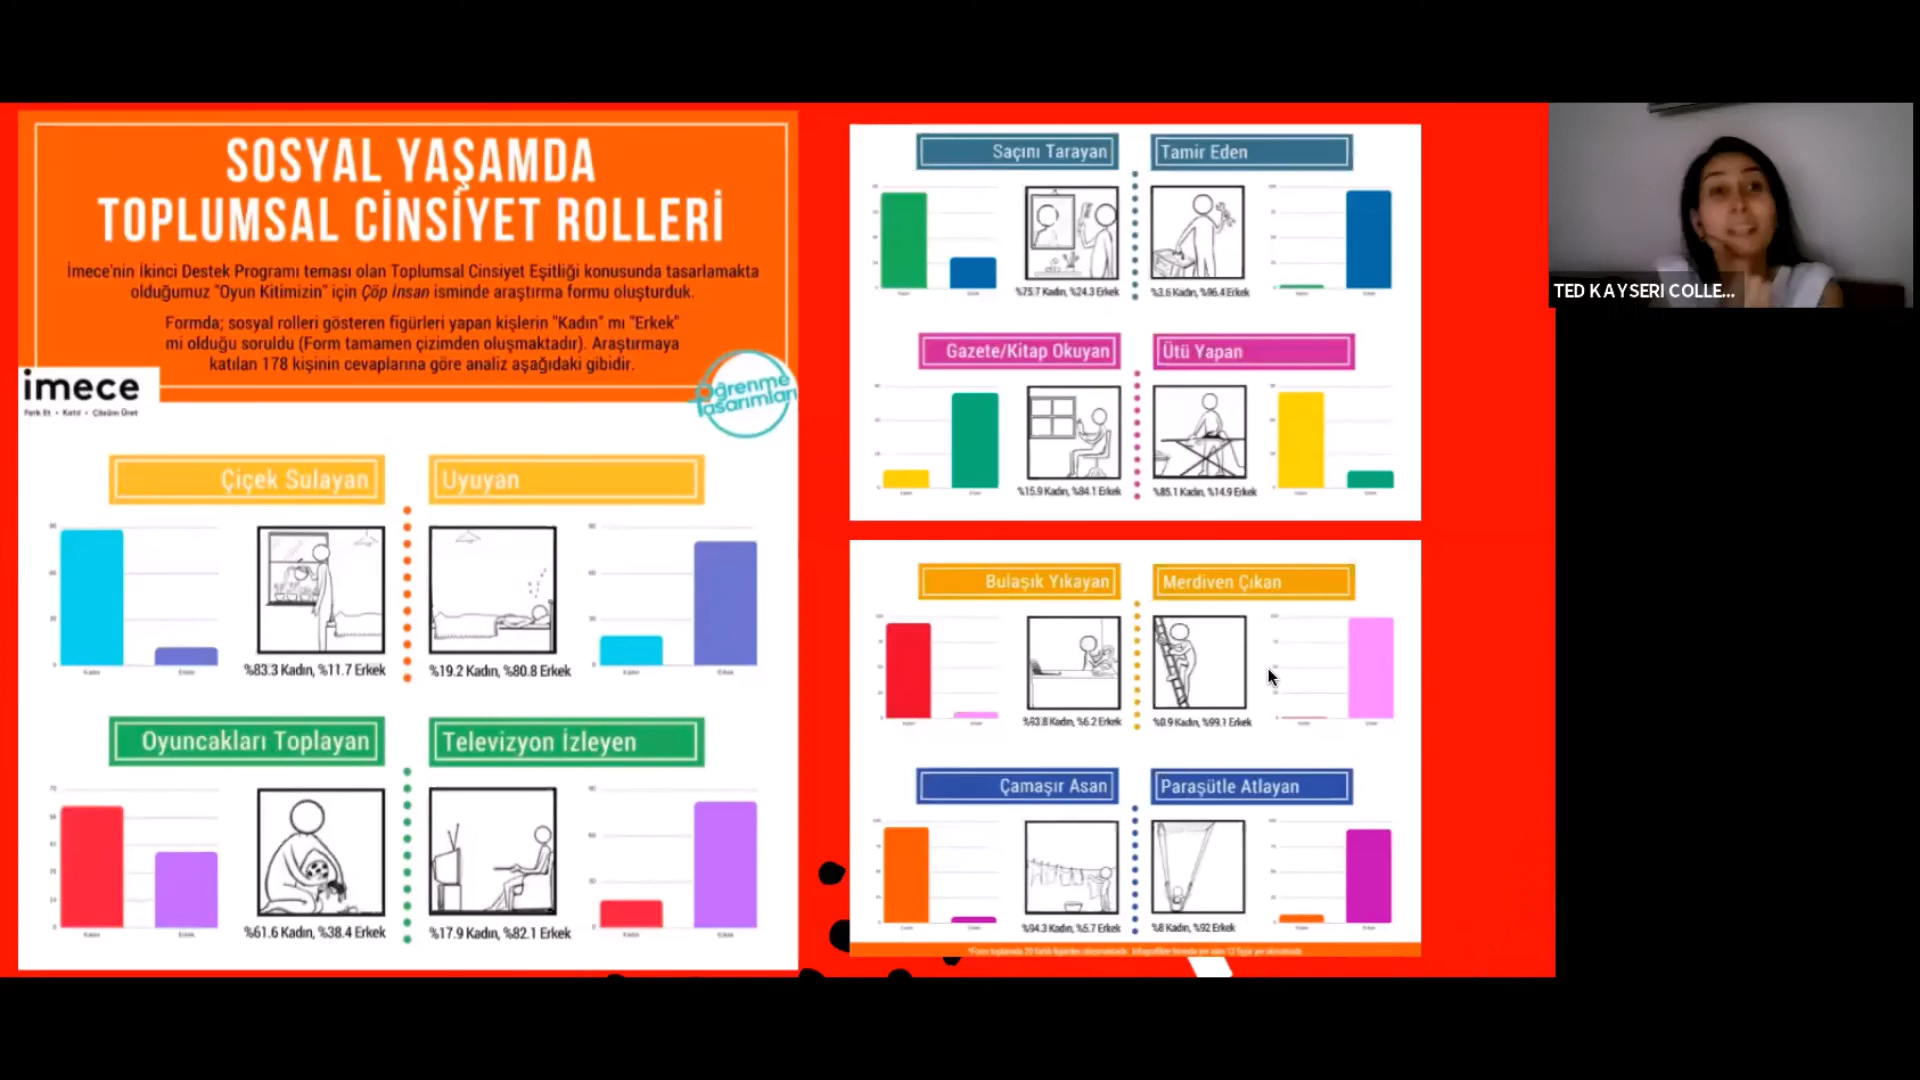 SOSYAL YAŞAMDA
TOPLUMSAL CİNSİYET ROLLERİ
İmece'nin İkinci Destek Programı teması olan Toplumsal Cinsiyet Eşitliği konusunda tasarlamakta
olduğumuz "Oyun Kitimizin" için Çöp İnsan isminde araştırma formu oluşturduk.
Formda; sosyal rolleri gösteren figürleri yapan kişlerin "Kadın" mı "Erkek"
mi olduğu soruldu (Form tamamen çizimden oluşmaktadır). Araştırmaya
katılan 178 kişinin cevaplarına göre analiz aşağıdaki gibidir.
imece
Fark Et • Katıl • Çözüm Üret
Öğrenme
Tasarımları
Çiçek Sulayan
Uyuyan
%83.3 Kadın, %11.7 Erkek
%19.2 Kadın, %80.8 Erkek
Oyuncakları Toplayan
Televizyon İzleyen
%61.6 Kadın, %38.4 Erkek
%17.9 Kadın, %82.1 Erkek
Saçını Tarayan
Tamir Eden
%75.7 Kadın, %24.3 Erkek
%3.6 Kadın, %96.4 Erkek
Gazete/Kitap Okuyan
Ütü Yapan
%15.9 Kadın, %84.1 Erkek
%85.1 Kadın, %14.9 Erkek
Bulaşık Yıkayan
Merdiven Çıkan
%93.8 Kadın, %6.2 Erkek
%0.9 Kadın, %99.1 Erkek
Çamaşır Asan
Paraşütle Atlayan
%94.3 Kadın, %5.7 Erkek
%8 Kadın, %92 Erkek
TED KAYSERI COLLE...